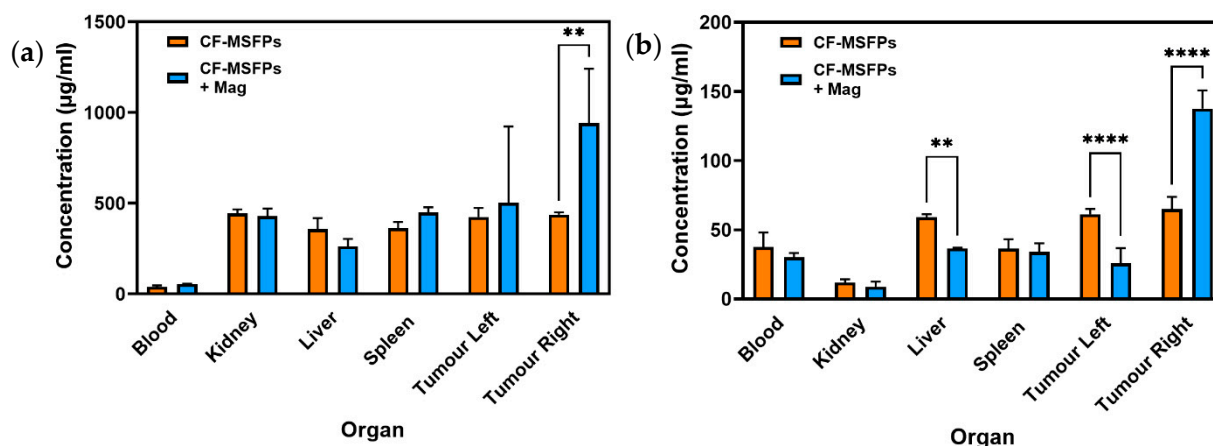 (a)
Concentration (µg/ml)
1500
1000
500
0
CF-MSFPs
CF-MSFPs
+ Mag
**
Blood
Kidney
Liver
Spleen
Tumour Left
Tumour Right
Organ
(b)
Concentration (µg/ml)
200
150
100
50
0
CF-MSFPs
CF-MSFPs
+ Mag
**
****
****
Blood
Kidney
Liver
Spleen
Tumour Left
Tumour Right
Organ